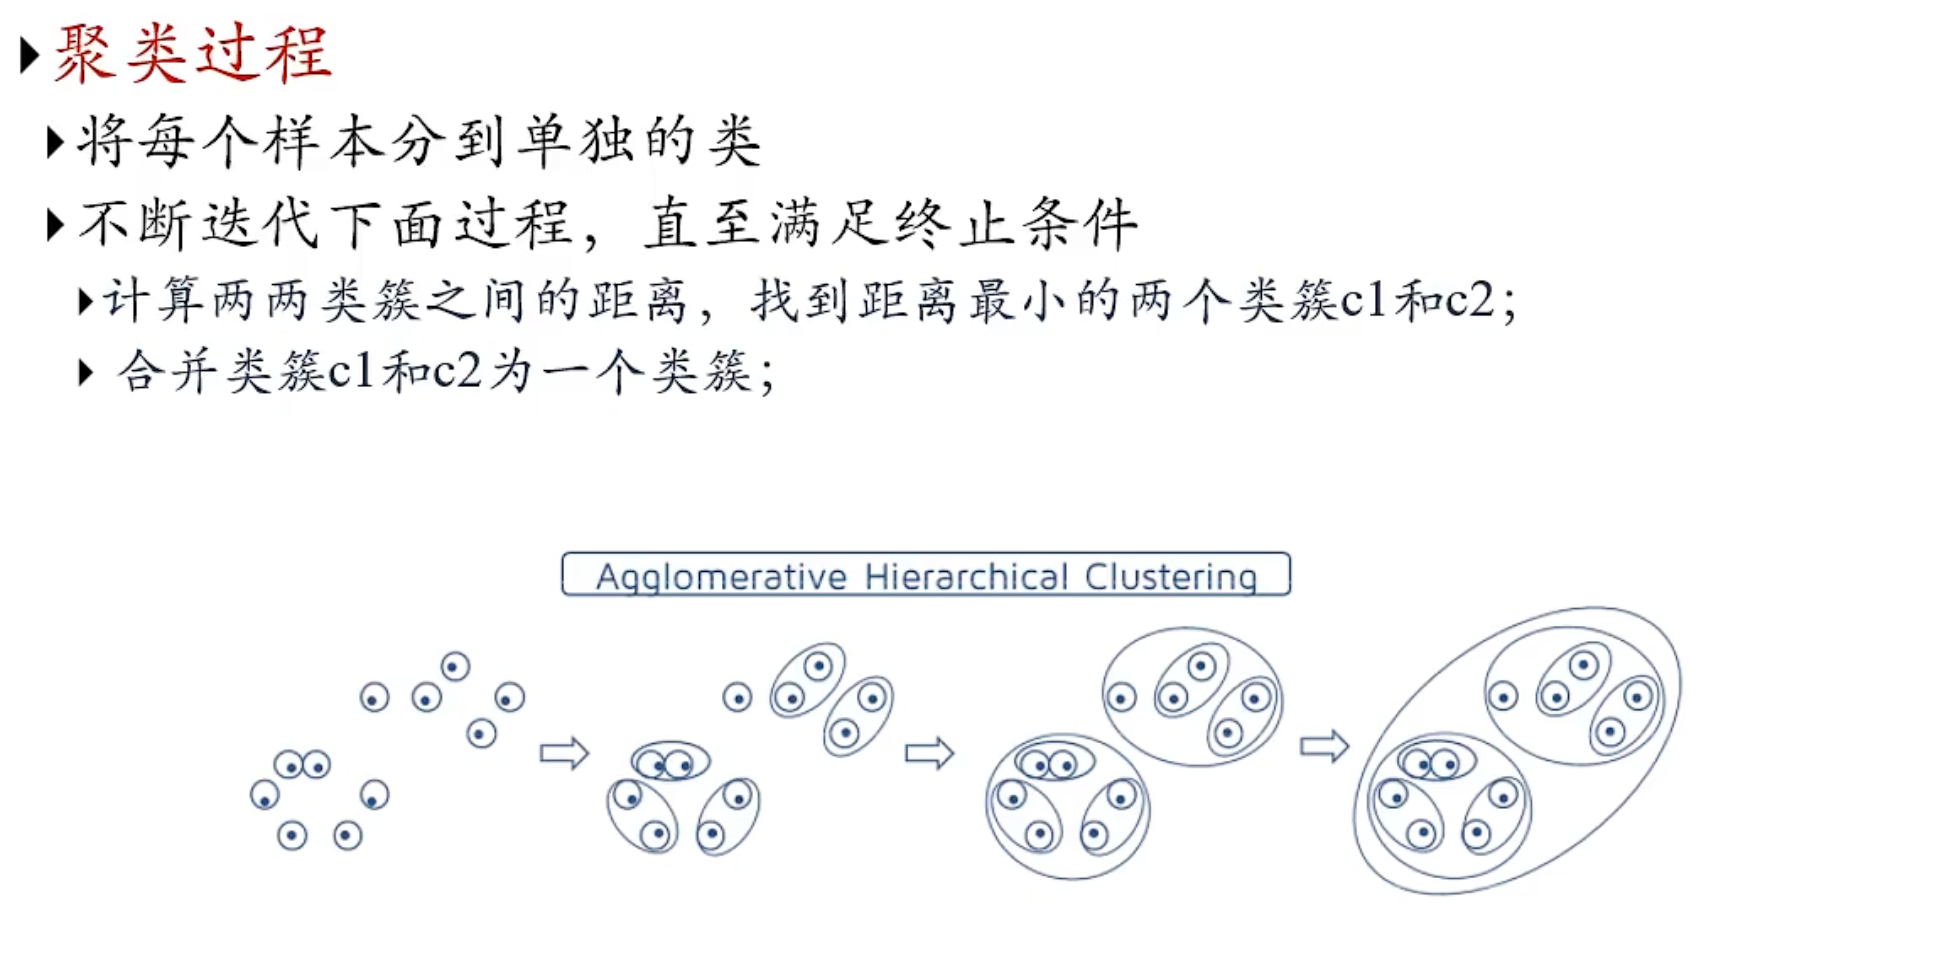 聚类过程
将每个样本分到单独的类
不断迭代下面过程，直至满足终止条件
计算两两类簇之间的距离，找到距离最小的两个类簇c1和c2；
合并类簇c1和c2为一个类簇；
Agglomerative Hierarchical Clustering